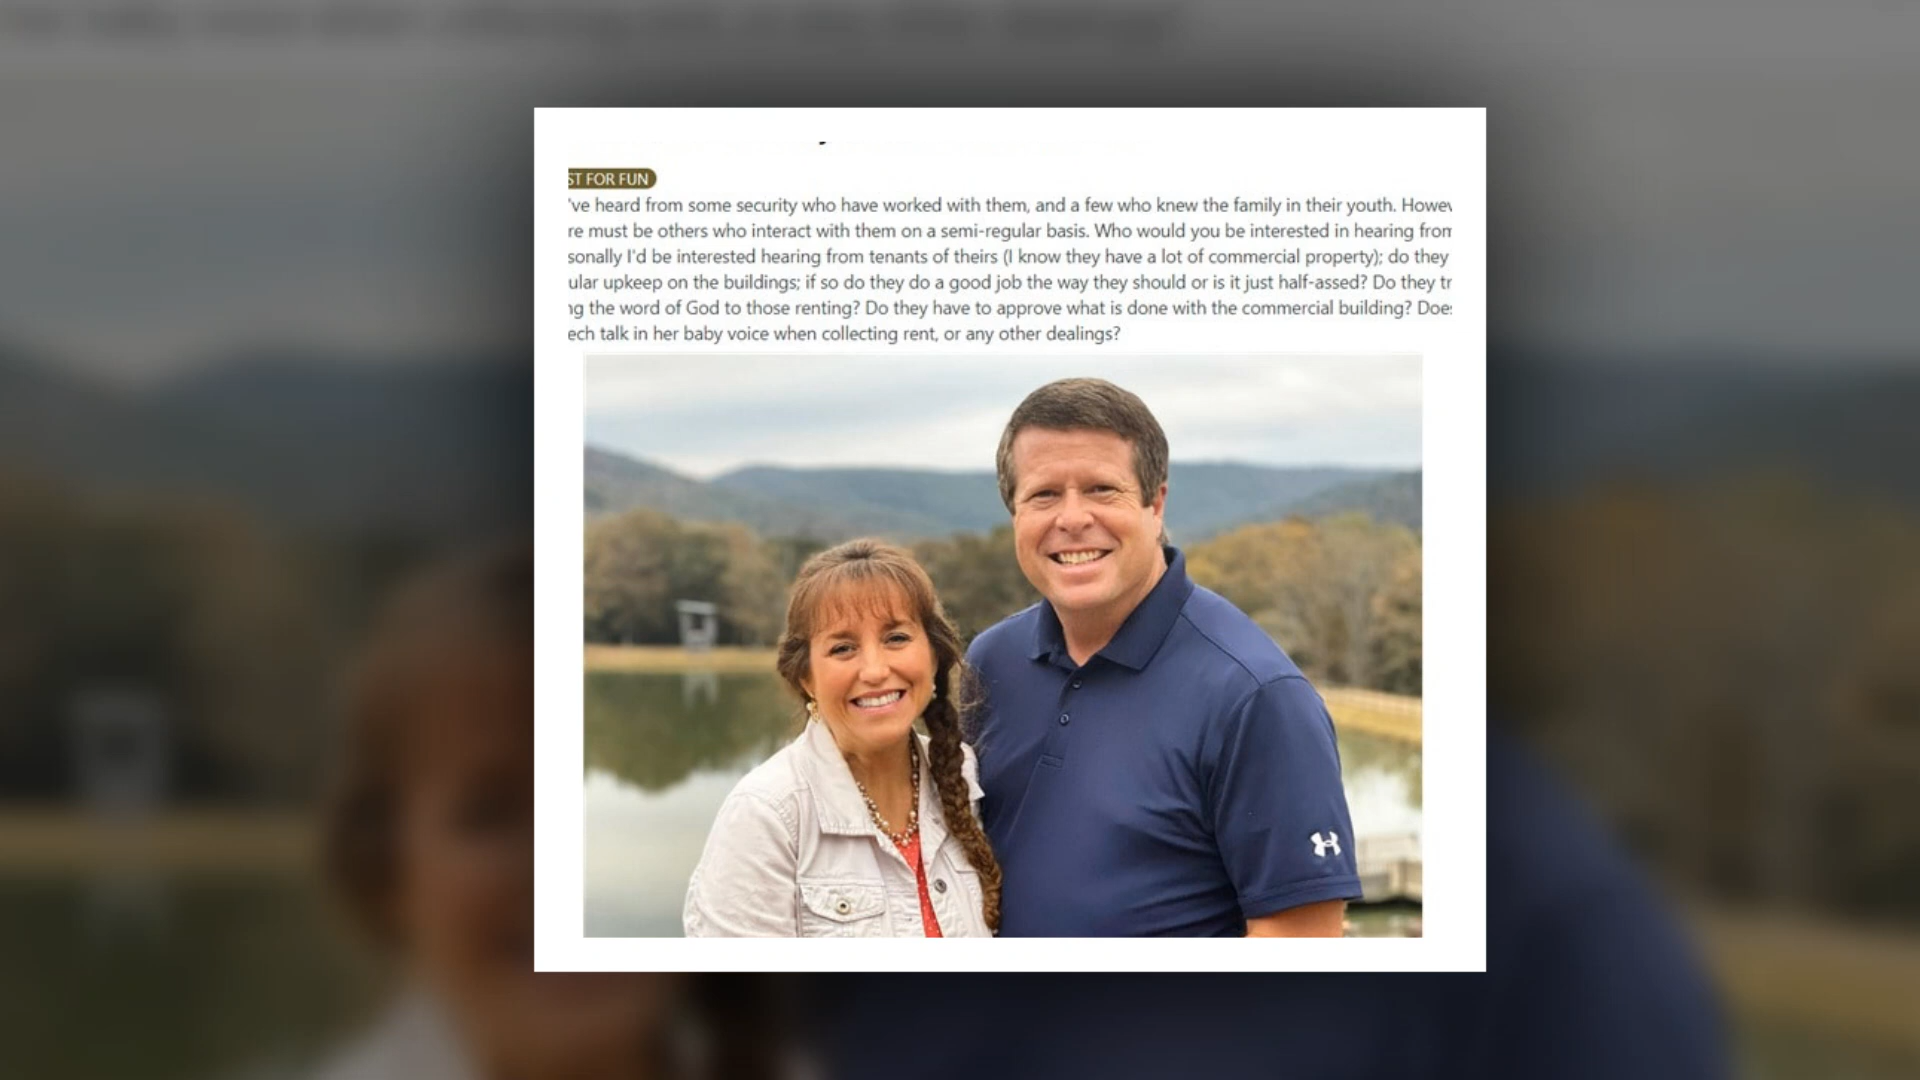 ST FOR FUN
've heard from some security who have worked with them, and a few who knew the family in their youth. Howev
re must be others who interact with them on a semi-regular basis. Who would you be interested in hearing from
sonally I'd be interested hearing from tenants of theirs (I know they have a lot of commercial property); do they
ular upkeep on the buildings; if so do they do a good job the way they should or is it just half-assed? Do they tr
ng the word of God to those renting? Do they have to approve what is done with the commercial building? Does
ech talk in her baby voice when collecting rent, or any other dealings?